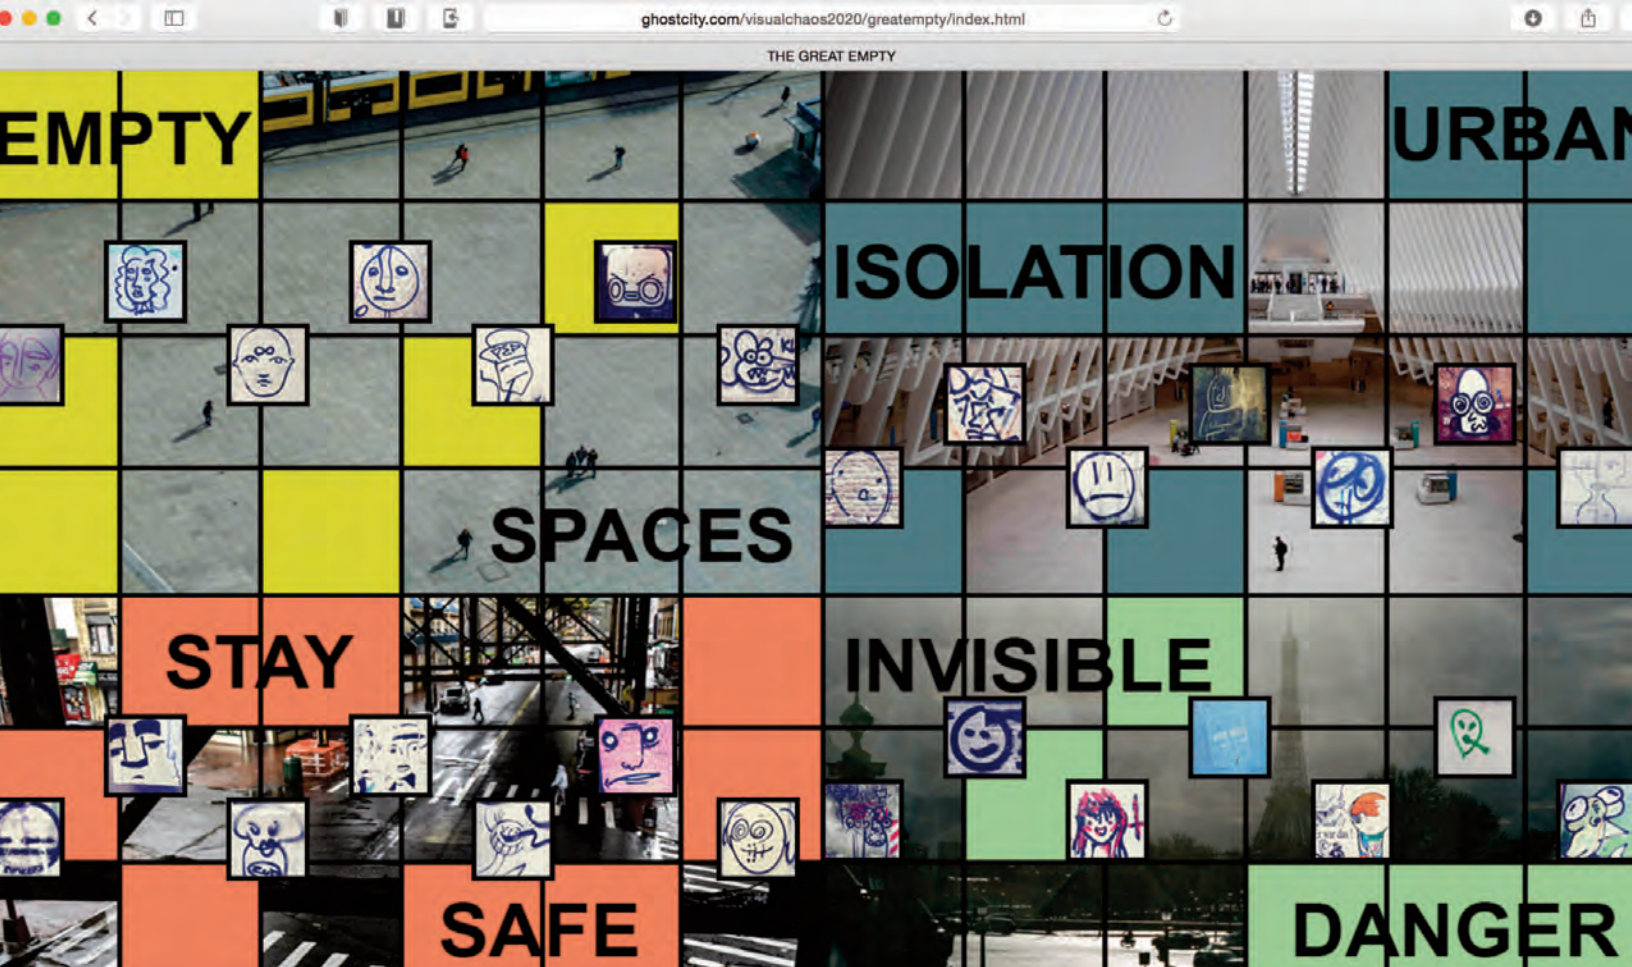 ghostcity.com/visualchaos2020/greatempty/index.html
THE GREAT EMPTY
EMPTY
URBAN
ISOLATION
SPACES
STAY
INVISIBLE
SAFE
DANGER